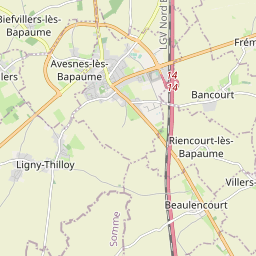 Biefvillers-lès-
Bapaume
LGV Nord E
Frém
llers
Avesnes-lès-
Bapaume
14
14
Bancourt
Riencourt-lès-
Bapaume
Ligny-Thilloy
Villers-
Beaulencourt
Somme